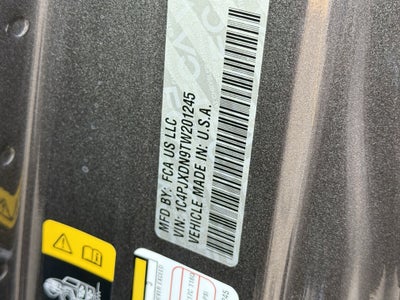 MFD BY: FCA US LLC
VIN: 1C4PJXDN9TW201245
VEHICLE MADE IN: U.S.A.